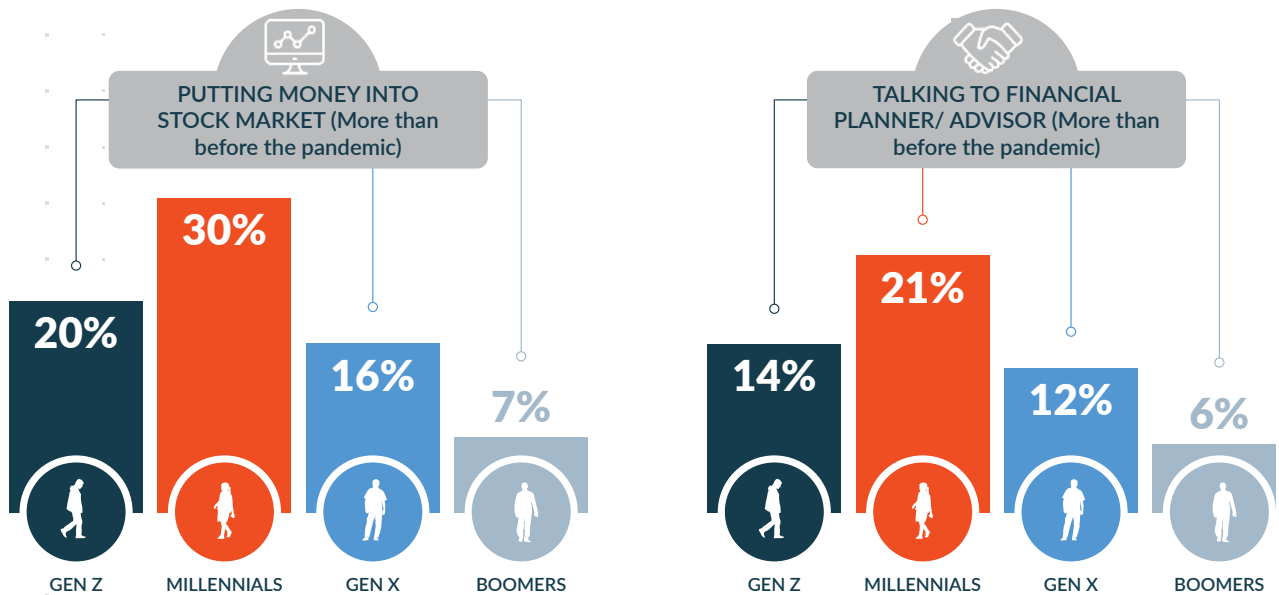 PUTTING MONEY INTO
STOCK MARKET (More than
before the pandemic)
30%
20%
16%
7%
GEN Z
MILLENNIALS
GEN X
BOOMERS
TALKING TO FINANCIAL
PLANNER/ ADVISOR (More than
before the pandemic)
21%
14%
12%
6%
GEN Z
MILLENNIALS
GEN X
BOOMERS